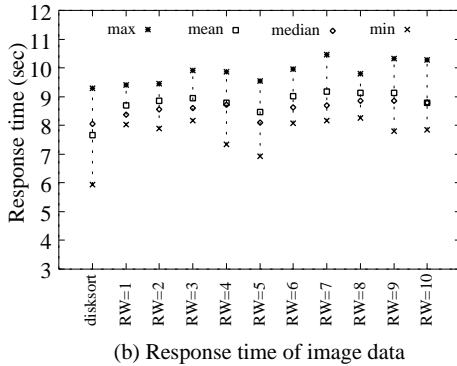 12
11
10
9
8
7
6
5
4
3
Response time (sec)
max mean median min
disksort RW=1 RW=2 RW=3 RW=4 RW=5 RW=6 RW=7 RW=8 RW=9 RW=10
(b) Response time of image data